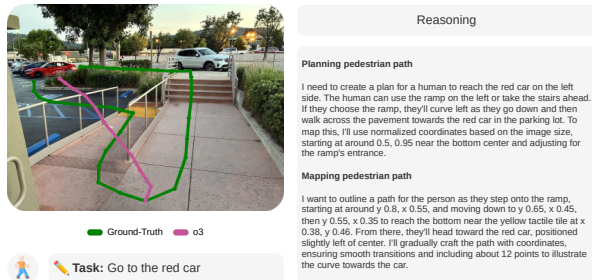 Ground-Truth
o3
Task: Go to the red car
Reasoning
Planning pedestrian path
I need to create a plan for a human to reach the red car on the left
side. The human can use the ramp on the left or take the stairs ahead.
If they choose the ramp, they'll curve left as they go down and then
walk across the pavement towards the red car in the parking lot. To
map this, I'll use normalized coordinates based on the image size,
starting at around 0.5, 0.95 near the bottom center and adjusting for
the ramp's entrance.
Mapping pedestrian path
I want to outline a path for the person as they step onto the ramp,
starting at around y 0.8, x 0.55, and moving down to y 0.65, x 0.45,
then y 0.55, x 0.35 to reach the bottom near the yellow tactile tile at x
0.38, y 0.46. From there, they'll head toward the red car, positioned
slightly left of center. I'll gradually craft the path with coordinates,
ensuring smooth transitions and including about 12 points to illustrate
the curve towards the car.